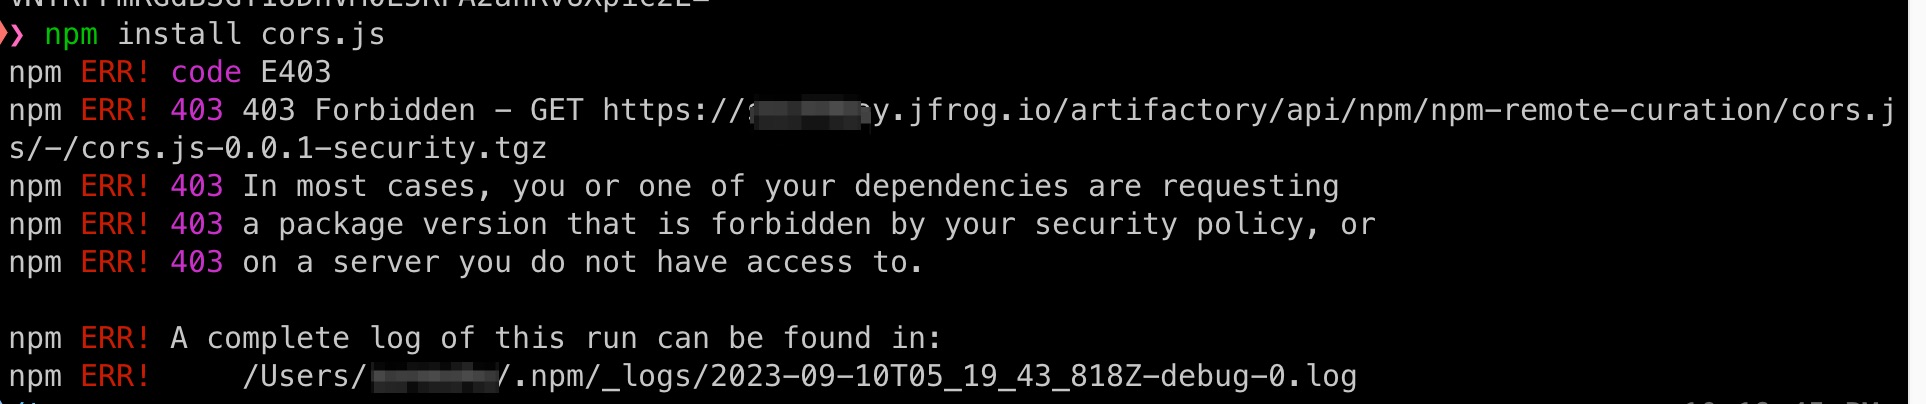 ❯ npm install cors.js
npm ERR! code E403
npm ERR! 403 403 Forbidden - GET https:// y.jfrog.io/artifactory/api/npm/npm-remote-curation/cors.j
s/-/cors.js-0.0.1-security.tgz
npm ERR! 403 In most cases, you or one of your dependencies are requesting
npm ERR! 403 a package version that is forbidden by your security policy, or
npm ERR! 403 on a server you do not have access to.
npm ERR! A complete log of this run can be found in:
npm ERR!     /Users/ /.npm/_logs/2023-09-10T05_19_43_818Z-debug-0.log